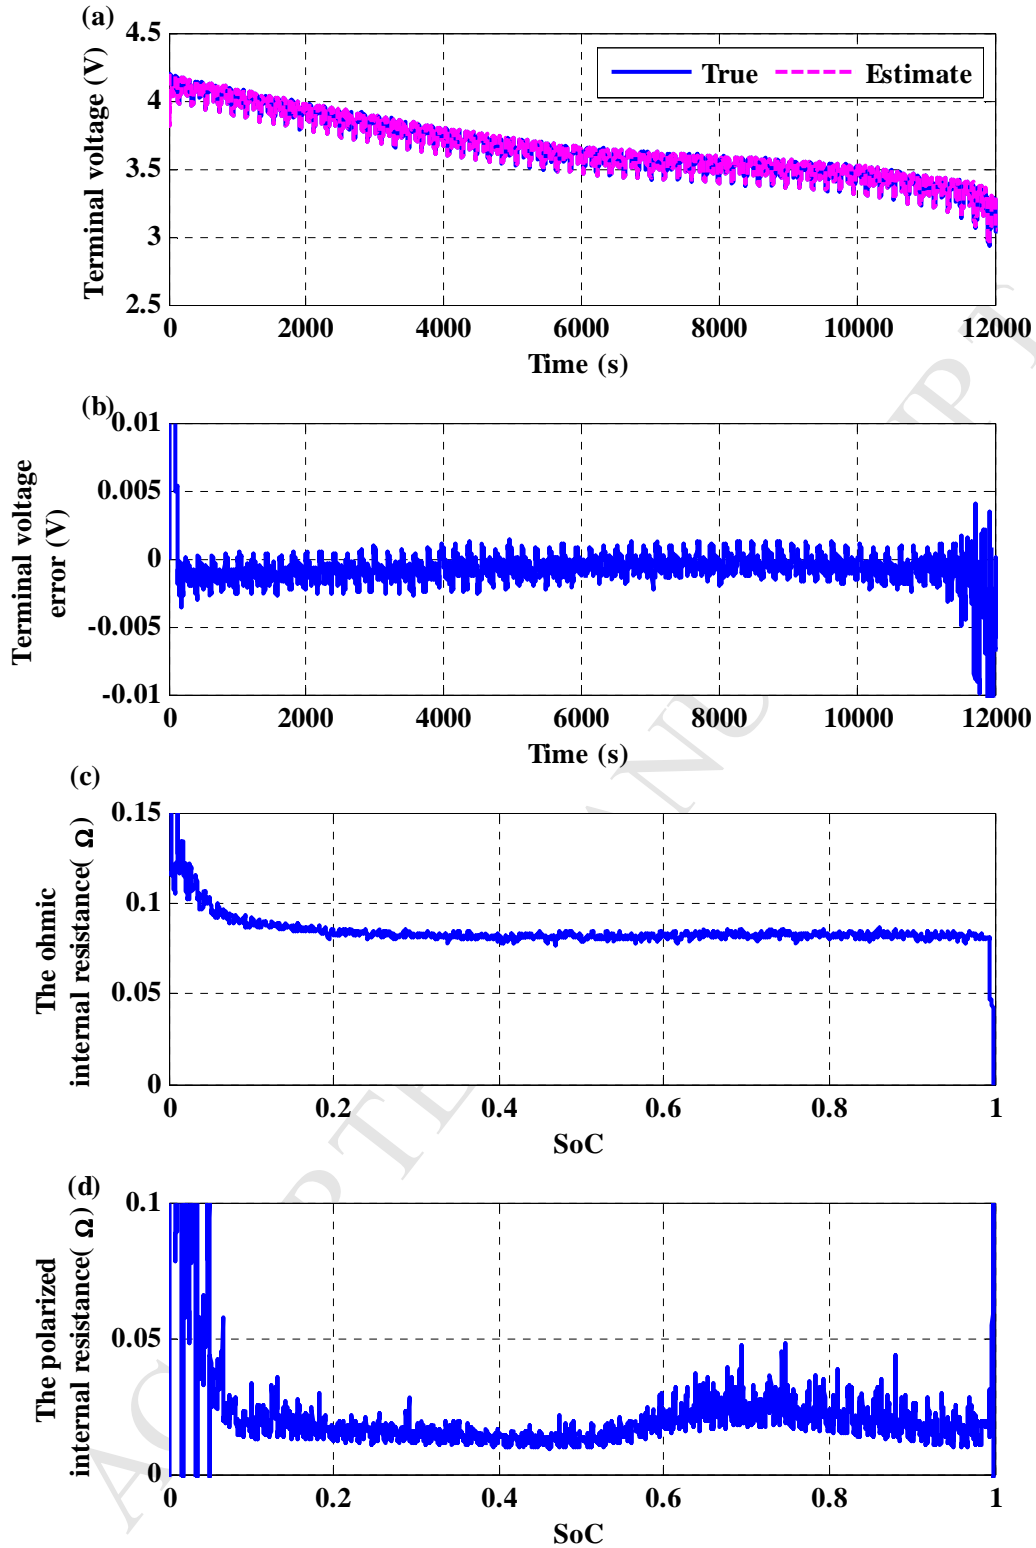 (a)
4.5
4
3.5
3
2.5
Terminal voltage (V)
True
Estimate
0 2000 4000 6000 8000 10000 12000
Time (s)
(b)
0.01
0.005
0
-0.005
-0.01
Terminal voltage
error (V)
0 2000 4000 6000 8000 10000 12000
Time (s)
(c)
0.15
0.1
0.05
0
The ohmic
internal resistance( Ω)
0 0.2 0.4 0.6 0.8 1
SoC
(d)
0.1
0.05
0
The polarized
internal resistance( Ω)
0 0.2 0.4 0.6 0.8 1
SoC